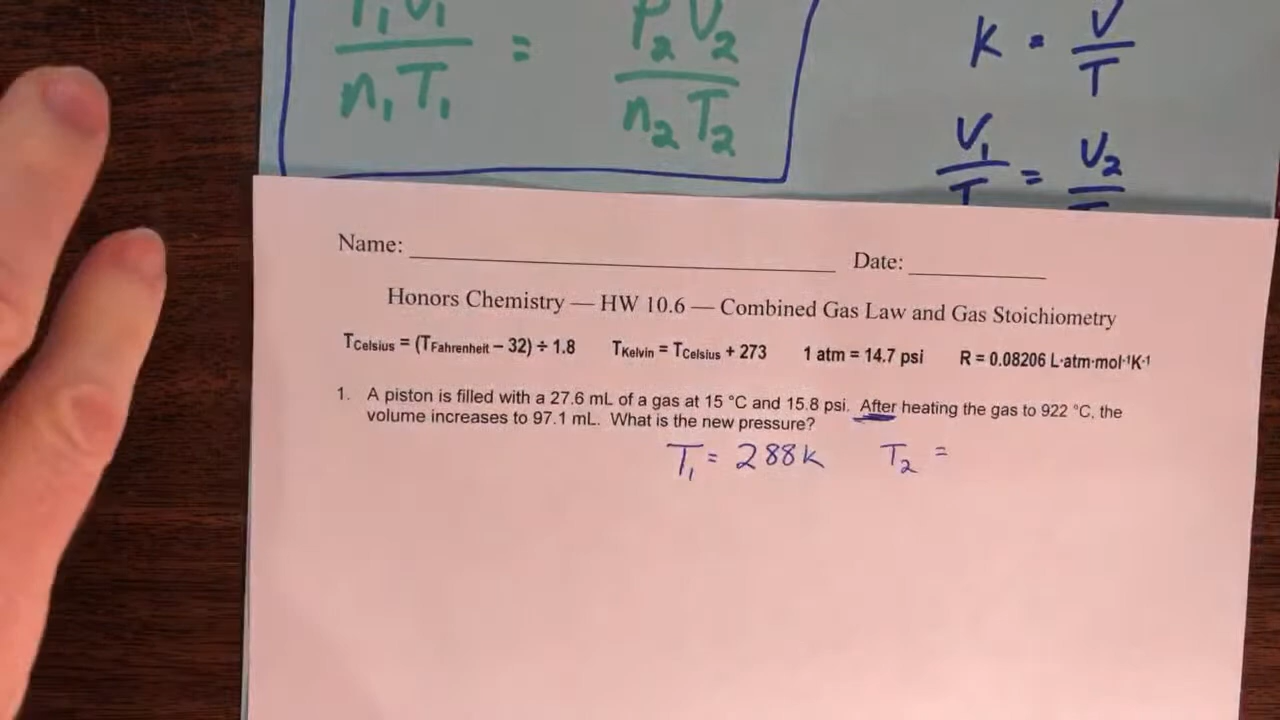 P₁V₁ = P₂V₂
n₁T₁ n₂T₂
K = V
T
V₁ = V₂
T
Name: Date:
Honors Chemistry — HW 10.6 — Combined Gas Law and Gas Stoichiometry
TCelsius = (TFahrenheit – 32) ÷ 1.8 TKelvin = TCelsius + 273 1 atm = 14.7 psi R = 0.08206 L·atm·mol⁻¹K⁻¹
1. A piston is filled with a 27.6 mL of a gas at 15 °C and 15.8 psi. After heating the gas to 922 °C, the
volume increases to 97.1 mL. What is the new pressure?
T₁ = 288K T₂ =